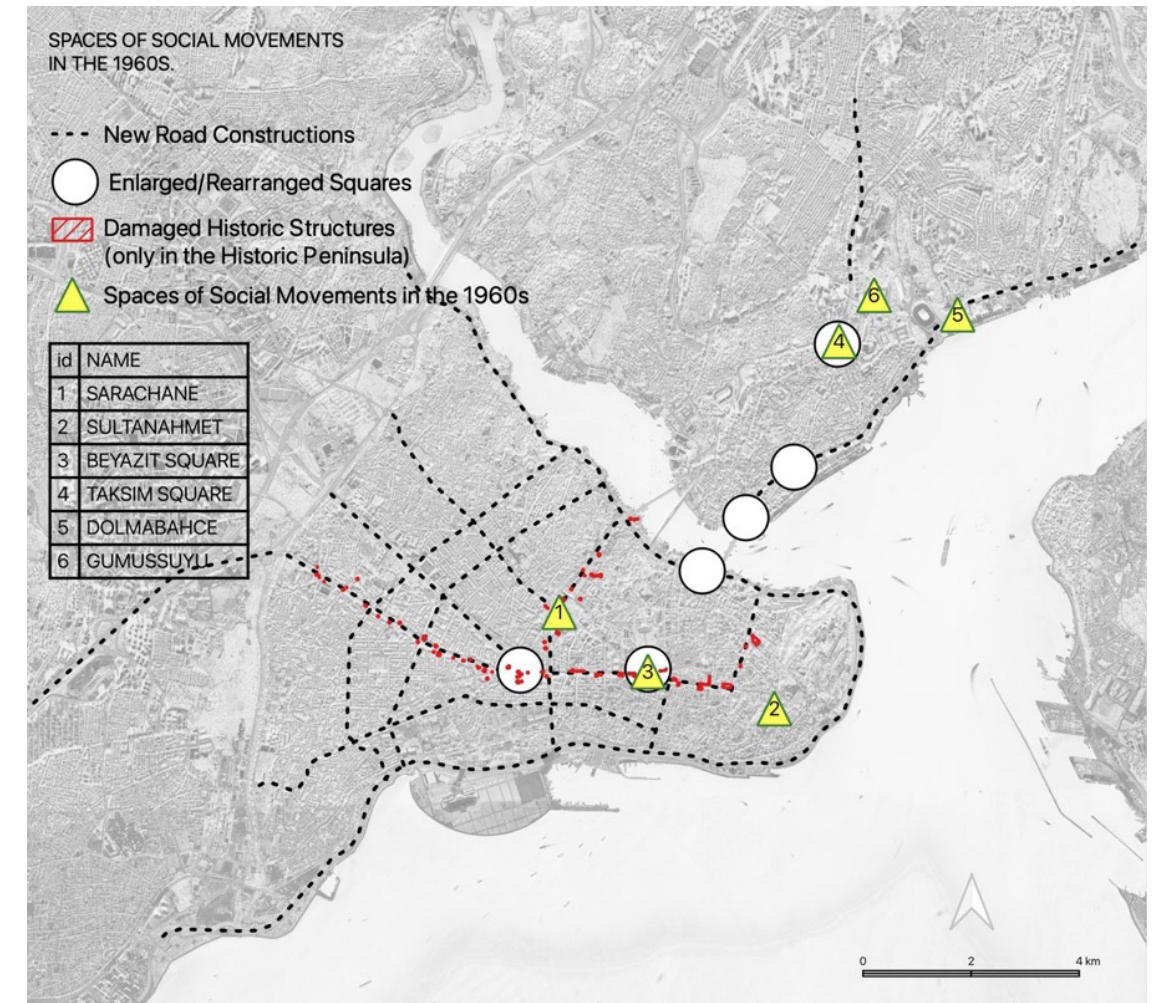 SPACES OF SOCIAL MOVEMENTS
IN THE 1960S.
New Road Constructions
Enlarged/Rearranged Squares
Damaged Historic Structures
(only in the Historic Peninsula)
Spaces of Social Movements in the 1960s
id NAME
1 SARACHANE
2 SULTANAHMET
3 BEYAZIT SQUARE
4 TAKSIM SQUARE
5 DOLMABAHCE
6 GUMUSSUYU
6
5
4
1
3
2
0 2 4 km